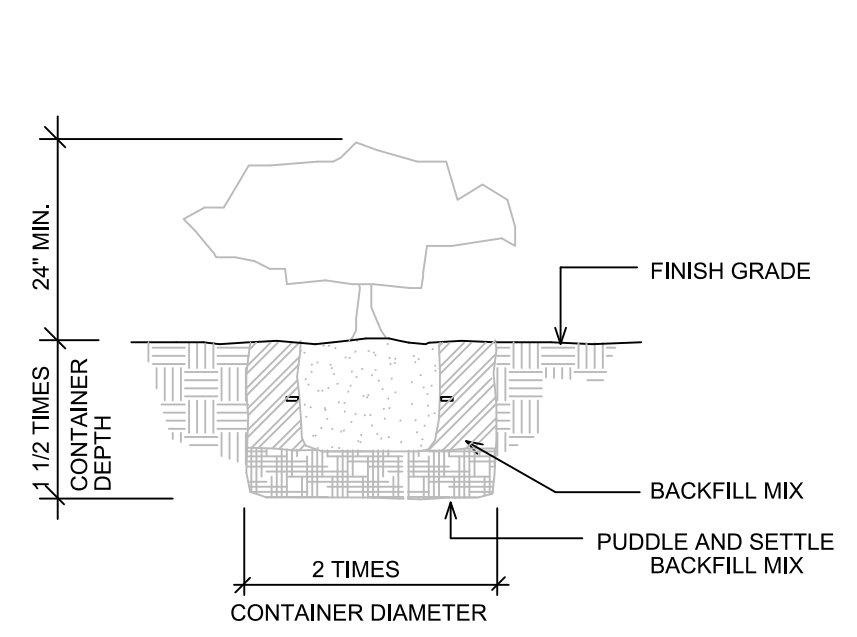 24" MIN.
FINISH GRADE
1 1/2 TIMES
CONTAINER
DEPTH
BACKFILL MIX
PUDDLE AND SETTLE
BACKFILL MIX
2 TIMES
CONTAINER DIAMETER